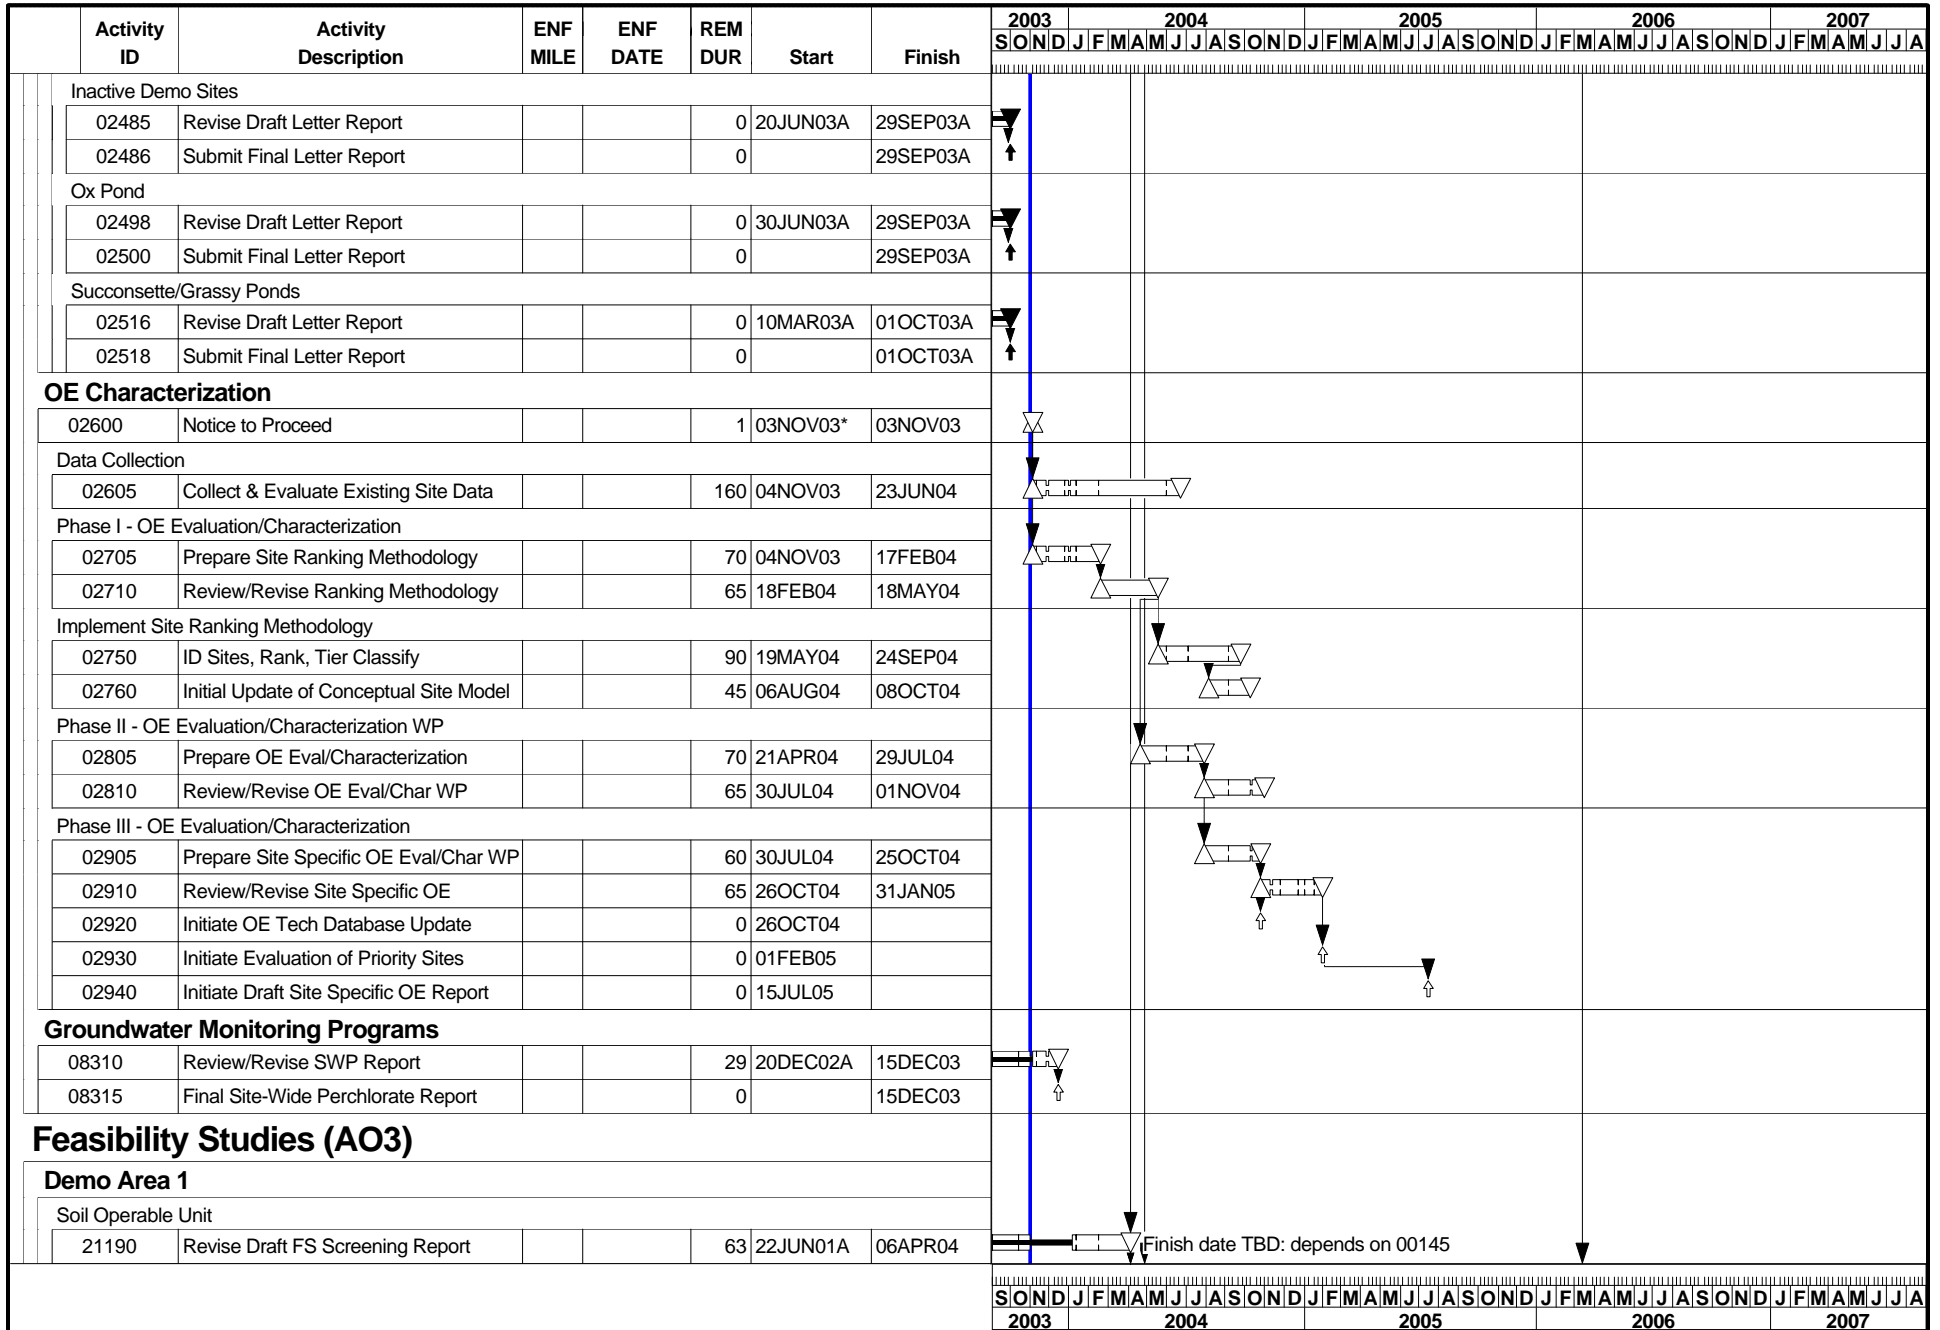 Activity ID Activity Description ENF MILE ENF DATE REM DUR Start Finish
2003 2004 2005 2006 2007
S O N D J F M A M J J A S O N D J F M A M J J A S O N D J F M A M J J A S O N D J F M A M J J A
Inactive Demo Sites
02485 Revise Draft Letter Report 0 20JUN03A 29SEP03A
02486 Submit Final Letter Report 0 29SEP03A
Ox Pond
02498 Revise Draft Letter Report 0 30JUN03A 29SEP03A
02500 Submit Final Letter Report 0 29SEP03A
Succonsette/Grassy Ponds
02516 Revise Draft Letter Report 0 10MAR03A 01OCT03A
02518 Submit Final Letter Report 0 01OCT03A
OE Characterization
02600 Notice to Proceed 1 03NOV03* 03NOV03
Data Collection
02605 Collect & Evaluate Existing Site Data 160 04NOV03 23JUN04
Phase I - OE Evaluation/Characterization
02705 Prepare Site Ranking Methodology 70 04NOV03 17FEB04
02710 Review/Revise Ranking Methodology 65 18FEB04 18MAY04
Implement Site Ranking Methodology
02750 ID Sites, Rank, Tier Classify 90 19MAY04 24SEP04
02760 Initial Update of Conceptual Site Model 45 06AUG04 08OCT04
Phase II - OE Evaluation/Characterization WP
02805 Prepare OE Eval/Characterization 70 21APR04 29JUL04
02810 Review/Revise OE Eval/Char WP 65 30JUL04 01NOV04
Phase III - OE Evaluation/Characterization
02905 Prepare Site Specific OE Eval/Char WP 60 30JUL04 25OCT04
02910 Review/Revise Site Specific OE 65 26OCT04 31JAN05
02920 Initiate OE Tech Database Update 0 26OCT04
02930 Initiate Evaluation of Priority Sites 0 01FEB05
02940 Initiate Draft Site Specific OE Report 0 15JUL05
Groundwater Monitoring Programs
08310 Review/Revise SWP Report 29 20DEC02A 15DEC03
08315 Final Site-Wide Perchlorate Report 0 15DEC03
Feasibility Studies (AO3)
Demo Area 1
Soil Operable Unit
21190 Revise Draft FS Screening Report 63 22JUN01A 06APR04 Finish date TBD: depends on 00145
S O N D J F M A M J J A S O N D J F M A M J J A S O N D J F M A M J J A S O N D J F M A M J J A
2003 2004 2005 2006 2007